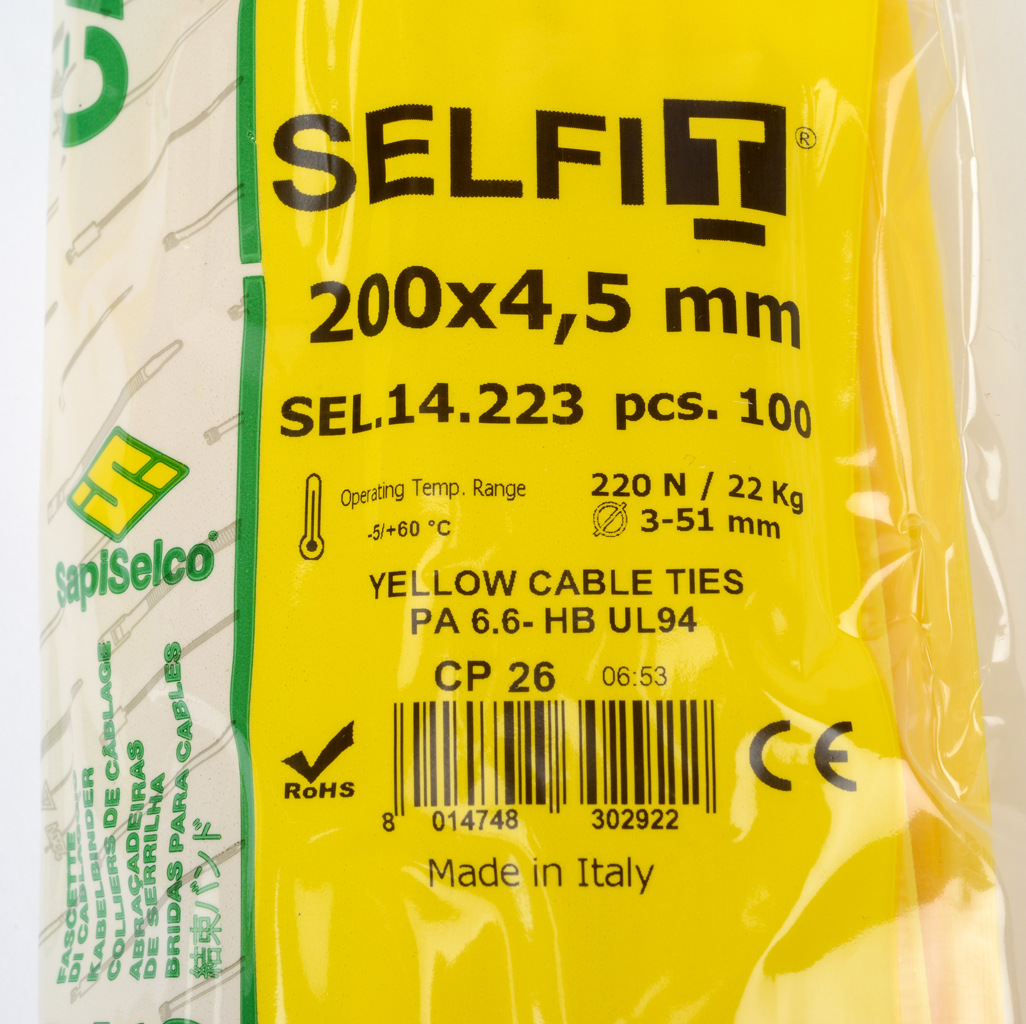 SELFIT®
200x4,5 mm
SEL.14.223 pcs. 100
Operating Temp. Range
-5/+60 °C
220 N / 22 Kg
3-51 mm
YELLOW CABLE TIES
PA 6.6- HB UL94
CP 26 06:53
RoHS
CE
8 014748 302922
Made in Italy
SapiSelco®
FASCETTE
DI CABLAGGIO
KABELBINDER
COLLIERS DE CÂBLAGE
ABRAÇADEIRAS
DE SERRILHA
BRIDAS PARA CABLES
結束バンド